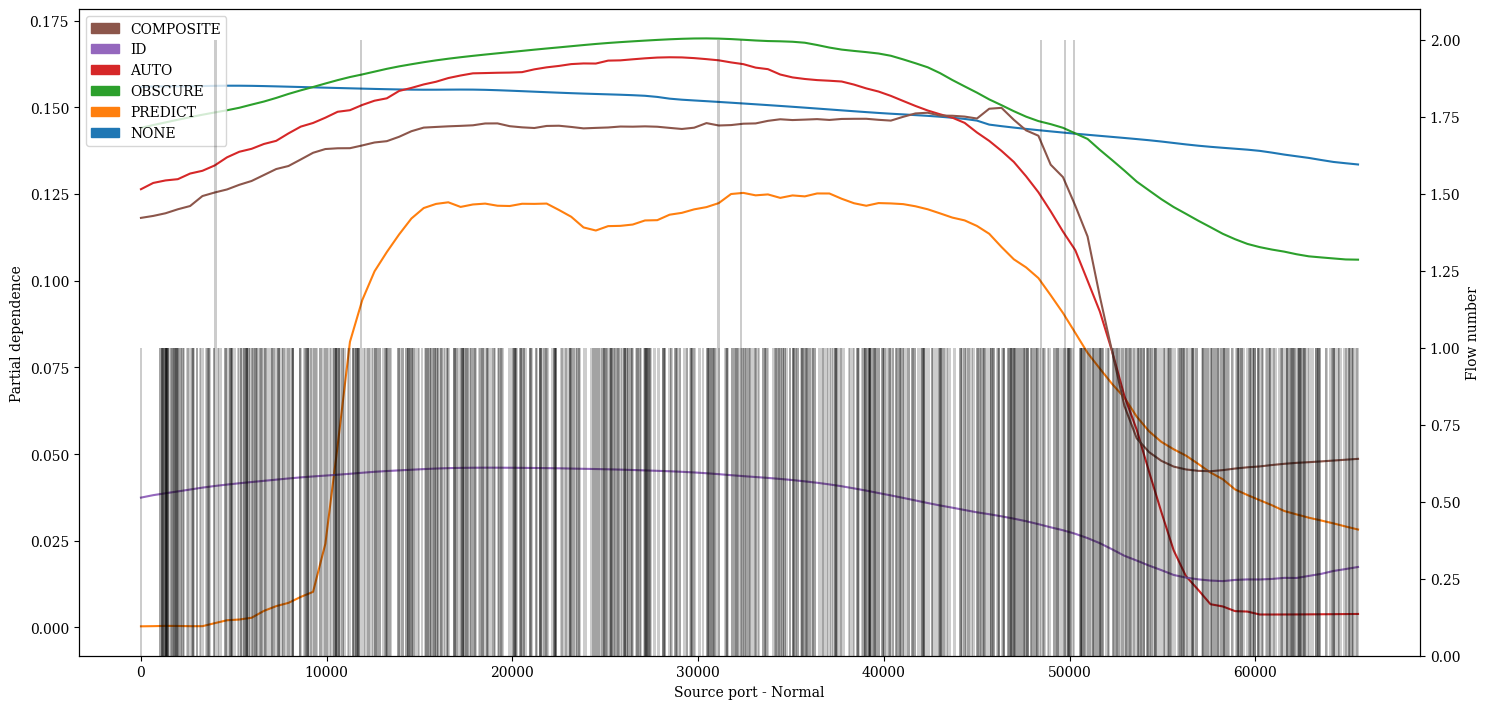 COMPOSITE
ID
AUTO
OBSCURE
PREDICT
NONE
0.175
0.150
0.125
0.100
0.075
0.050
0.025
0.000
Partial dependence
2.00
1.75
1.50
1.25
1.00
0.75
0.50
0.25
0.00
Flow number
0
10000
20000
30000
40000
50000
60000
Source port - Normal